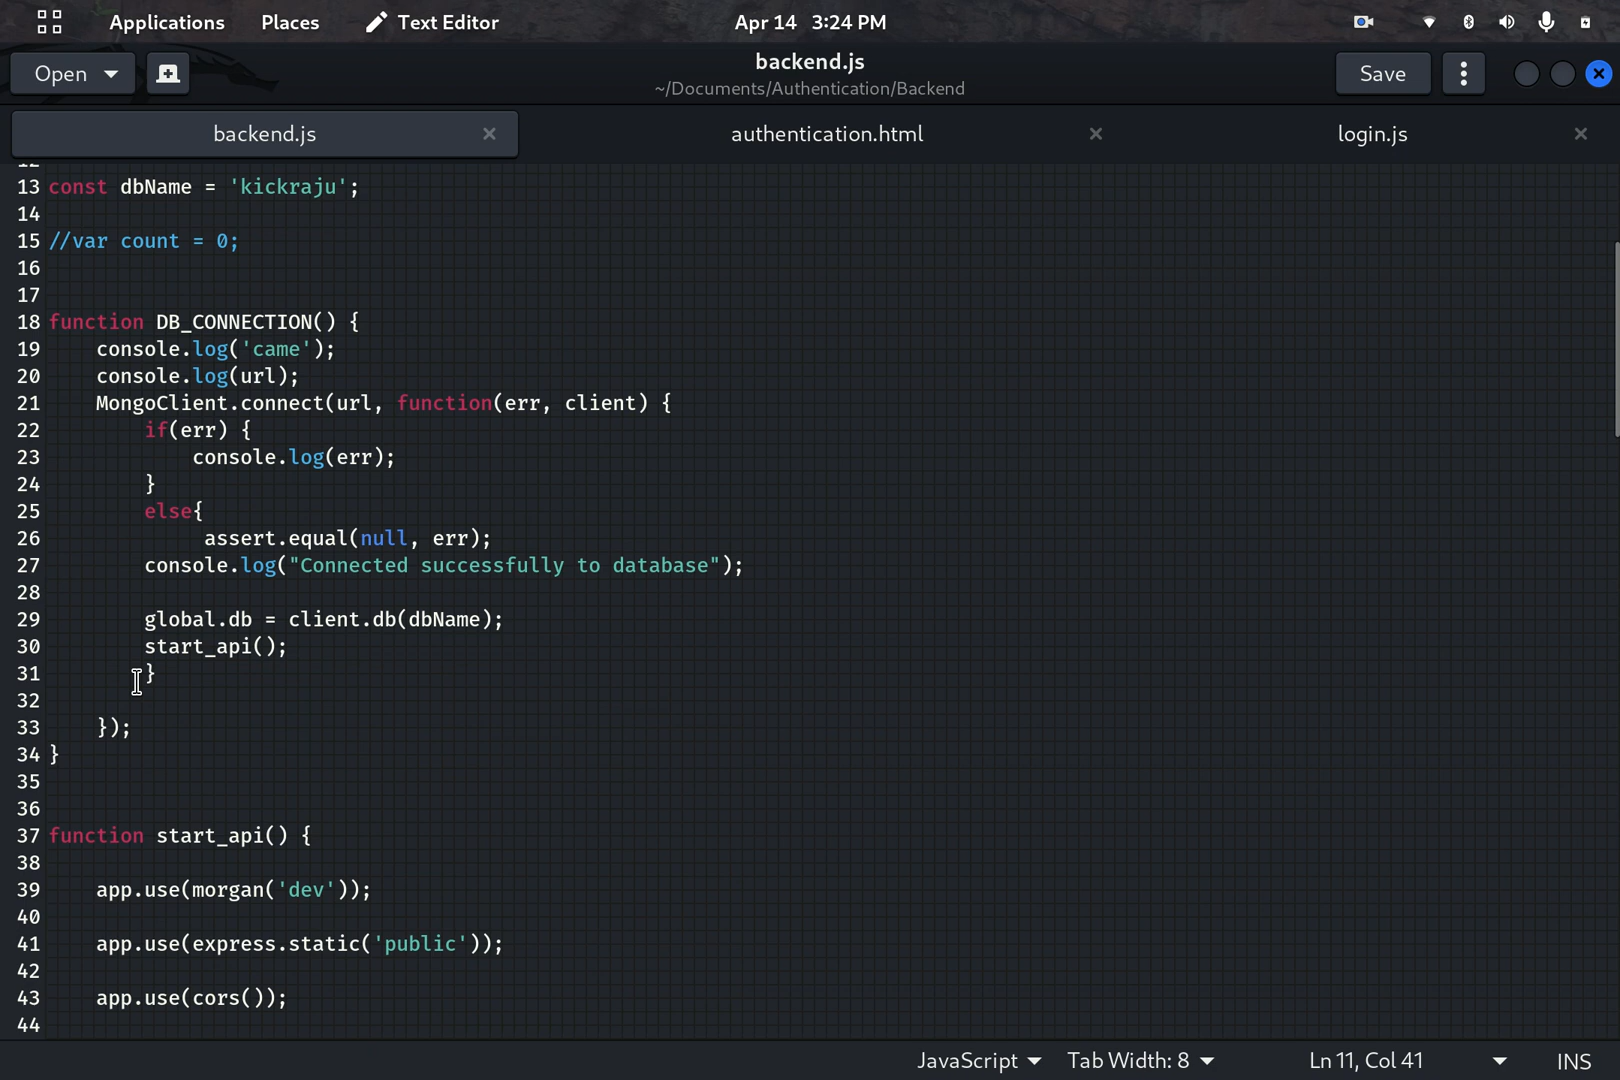 Applications Places Text Editor Apr 14 3:24 PM
Open backend.js Save
~/Documents/Authentication/Backend
backend.js authentication.html login.js
13 const dbName = 'kickraju';
14
15 //var count = 0;
16
17
18 function DB_CONNECTION() {
19 console.log('came');
20 console.log(url);
21 MongoClient.connect(url, function(err, client) {
22 if(err) {
23 console.log(err);
24 }
25 else{
26 assert.equal(null, err);
27 console.log("Connected successfully to database");
28
29 global.db = client.db(dbName);
30 start_api();
31 }
32
33 });
34 }
35
36
37 function start_api() {
38
39 app.use(morgan('dev'));
40
41 app.use(express.static('public'));
42
43 app.use(cors());
44
JavaScript Tab Width: 8 Ln 11, Col 41 INS